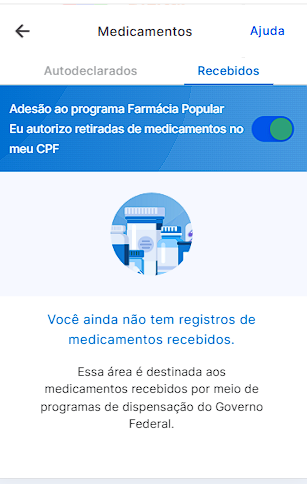 Medicamentos
Ajuda
Autodeclarados
Recebidos
Adesão ao programa Farmácia Popular
Eu autorizo retiradas de medicamentos no
meu CPF
Você ainda não tem registros de
medicamentos recebidos.
Essa área é destinada aos
medicamentos recebidos por meio de
programas de dispensação do Governo
Federal.